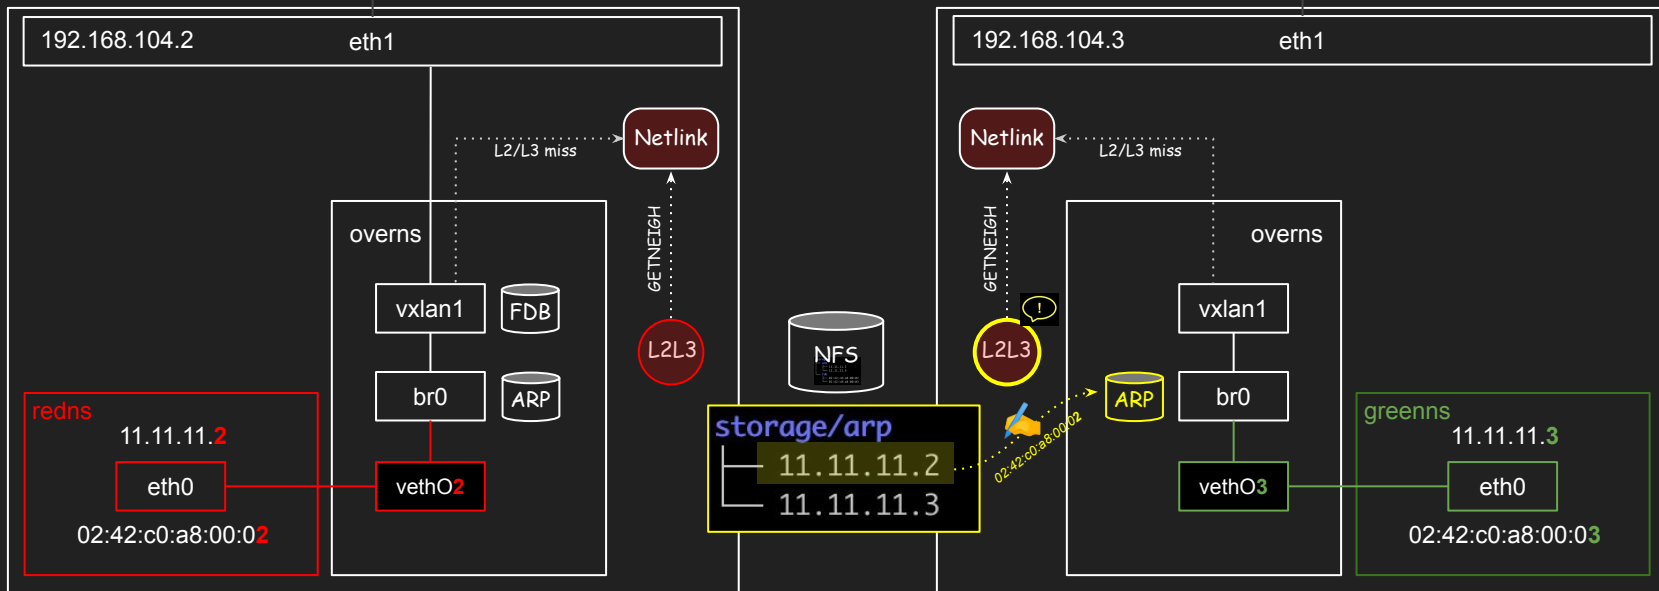 192.168.104.2
eth1
Netlink
L2/L3 miss
GETNEIGH
overns
vxlan1
FDB
L2L3
br0
ARP
redns
11.11.11.2
eth0
vethO2
02:42:c0:a8:00:02
NFS
storage/arp
11.11.11.2
11.11.11.3
192.168.104.3
eth1
Netlink
L2/L3 miss
GETNEIGH
overns
!
vxlan1
L2L3
ARP
br0
02:42:c0:a8:00:02
greenns
11.11.11.3
vethO3
eth0
02:42:c0:a8:00:03